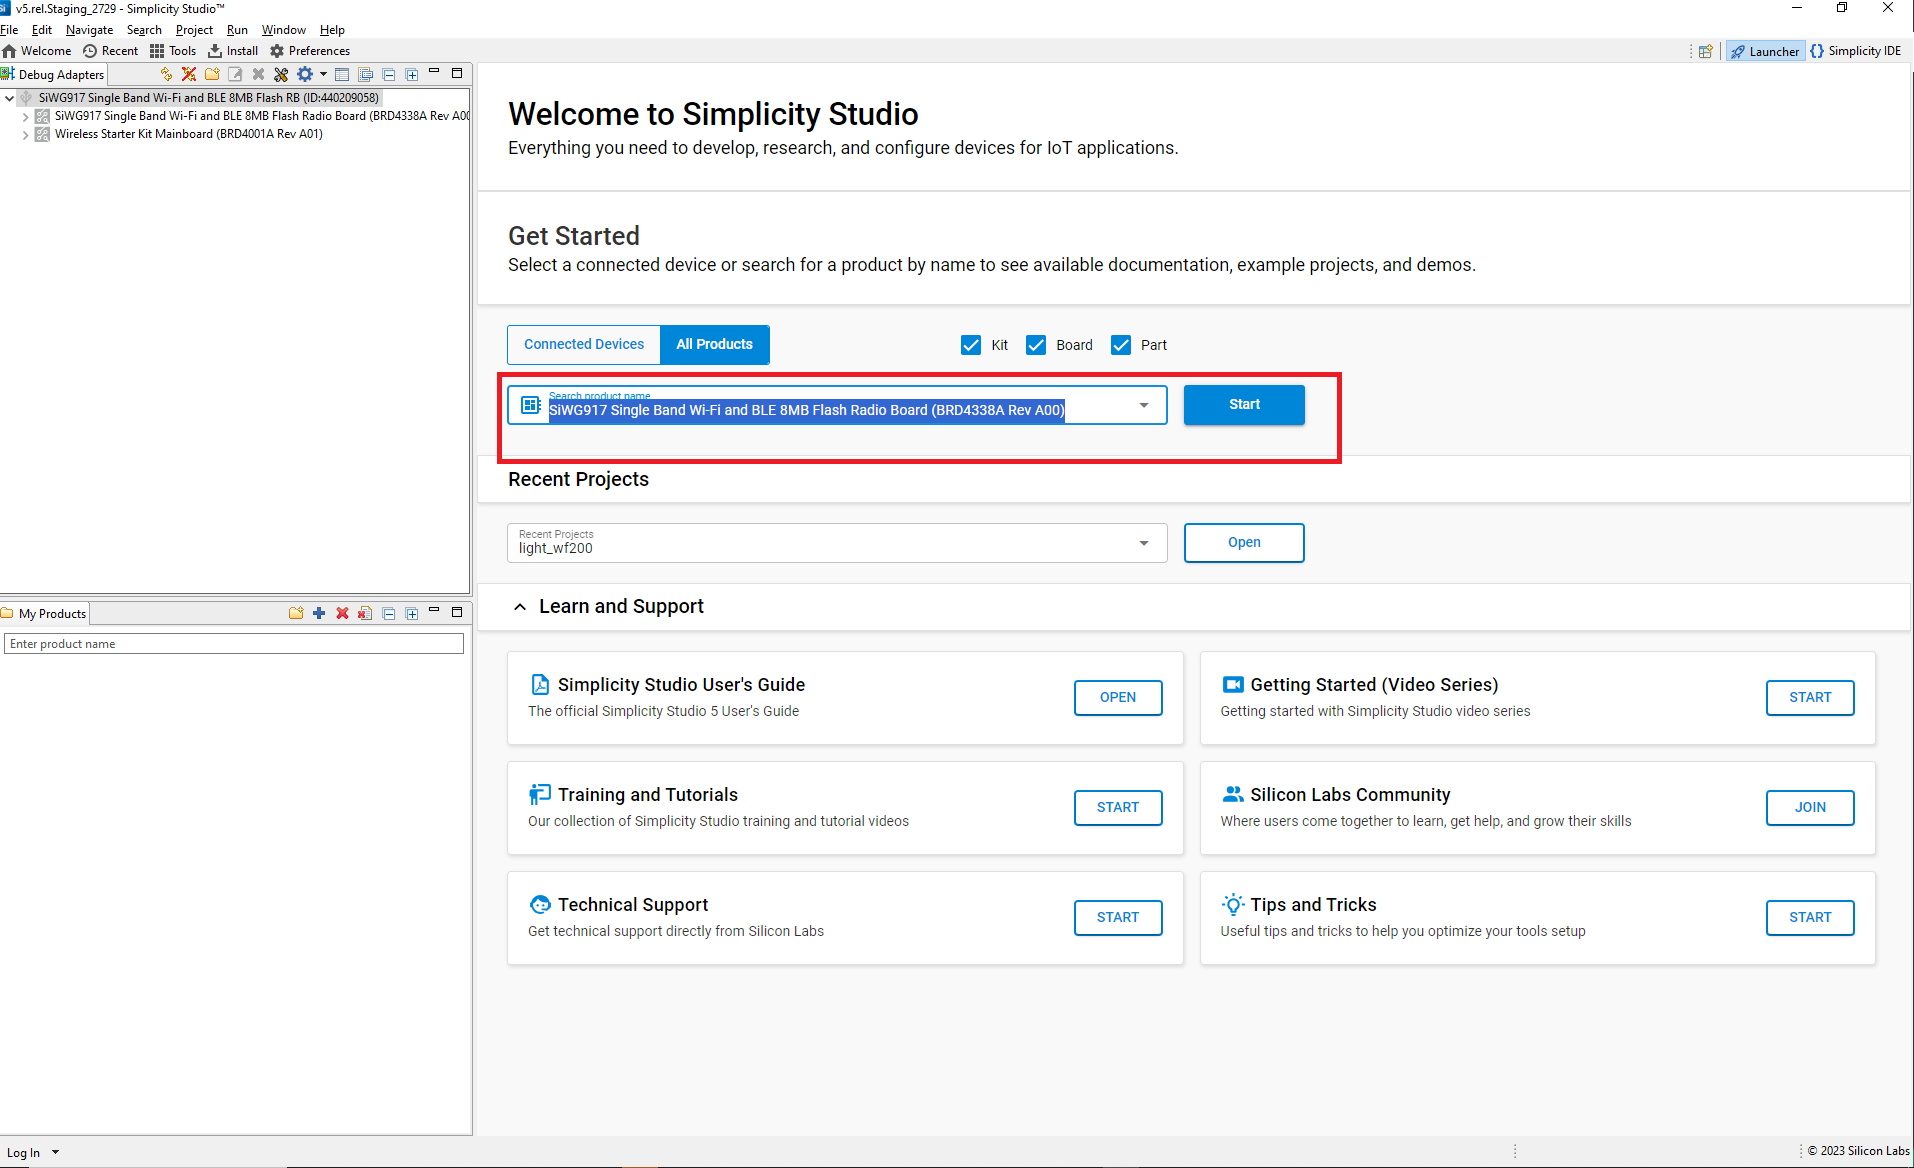 v5.rel.Staging_2729 - Simplicity Studio™
File Edit Navigate Search Project Run Window Help
Welcome Recent Tools Install Preferences
Launcher Simplicity IDE
Debug Adapters
SiWG917 Single Band Wi-Fi and BLE 8MB Flash RB (ID:440209058)
SiWG917 Single Band Wi-Fi and BLE 8MB Flash Radio Board (BRD4338A Rev A00
Wireless Starter Kit Mainboard (BRD4001A Rev A01)
Welcome to Simplicity Studio
Everything you need to develop, research, and configure devices for IoT applications.
Get Started
Select a connected device or search for a product by name to see available documentation, example projects, and demos.
Connected Devices All Products Kit Board Part
Search product name
SiWG917 Single Band Wi-Fi and BLE 8MB Flash Radio Board (BRD4338A Rev A00)
Start
Recent Projects
Recent Projects
light_wf200
Open
Learn and Support
My Products
Enter product name
Simplicity Studio User's Guide
The official Simplicity Studio 5 User's Guide
OPEN
Getting Started (Video Series)
Getting started with Simplicity Studio video series
START
Training and Tutorials
Our collection of Simplicity Studio training and tutorial videos
START
Silicon Labs Community
Where users come together to learn, get help, and grow their skills
JOIN
Technical Support
Get technical support directly from Silicon Labs
START
Tips and Tricks
Useful tips and tricks to help you optimize your tools setup
START
Log In
© 2023 Silicon Labs